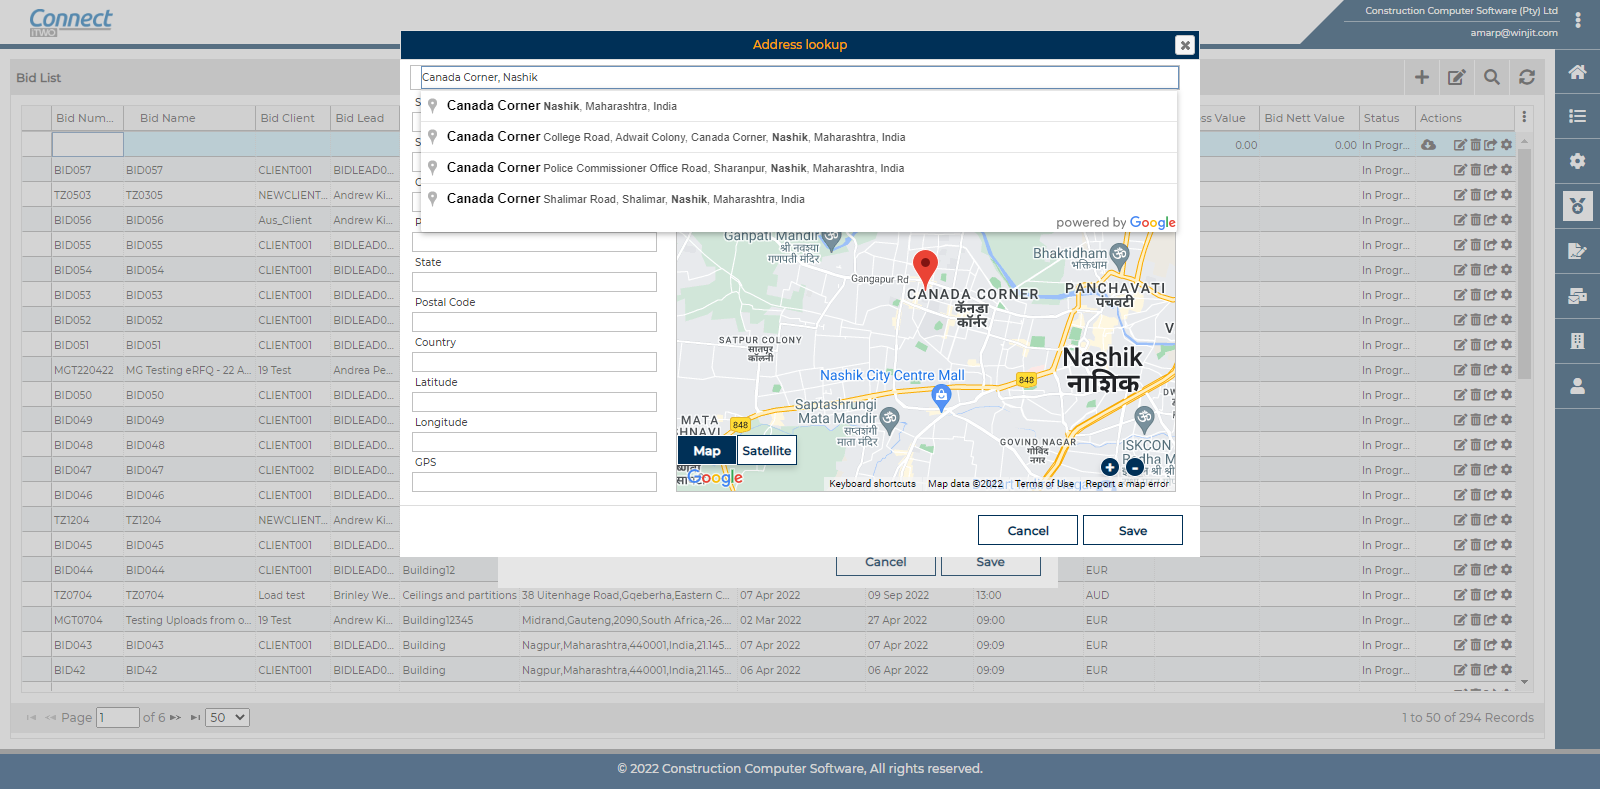 Connect
iTWO
Construction Computer Software (Pty) Ltd
amarp@winjit.com
Address lookup
Bid List
Canada Corner, Nashik
Canada Corner Nashik, Maharashtra, India
Canada Corner College Road, Adwait Colony, Canada Corner, Nashik, Maharashtra, India
Canada Corner Police Commissioner Office Road, Sharanpur, Nashik, Maharashtra, India
Canada Corner Shalimar Road, Shalimar, Nashik, Maharashtra, India
powered by Google
State
Postal Code
Country
Latitude
Longitude
GPS
Ganpati Mandir
श्री नवश्या
गणपती मंदिर
Gangapur Rd
Bhaktidham
भक्तिधाम
CANADA CORNER
कॅनडा
कॉर्नर
PANCHAVATI
पंचवटी
SATPUR COLONY
सातपूर
कॉलनी
Nashik
नाशिक
Nashik City Centre Mall
848
848
Saptashrungi
Mata Mandir
सप्तशृंगी
माता मंदिर
MATA
GOVIND NAGAR
गोविंद
नगर
ISKCON
Map
Satellite
Google
+
-
Keyboard shortcuts
Map data ©2022
Terms of Use
Report a map error
Cancel
Save
Cancel
Save
Bid Num... Bid Name Bid Client Bid Lead ss Value Bid Nett Value Status Actions
0.00 0.00 In Progr...
BID057 BID057 CLIENT001 BIDLEAD0... In Progr...
TZ0503 TZ0305 NEWCLIENT... Andrew Ki... In Progr...
BID056 BID056 Aus_Client Andrew Ki... In Progr...
BID055 BID055 CLIENT001 BIDLEAD0... In Progr...
BID054 BID054 CLIENT001 BIDLEAD0... In Progr...
BID053 BID053 CLIENT001 BIDLEAD0... In Progr...
BID052 BID052 CLIENT001 BIDLEAD0... In Progr...
BID051 BID051 CLIENT001 BIDLEAD0... In Progr...
MGT220422 MG Testing eRFQ - 22 A... 19 Test Andrea Pe... In Progr...
BID050 BID050 CLIENT001 BIDLEAD0... In Progr...
BID049 BID049 CLIENT001 BIDLEAD0... In Progr...
BID048 BID048 CLIENT001 BIDLEAD0... In Progr...
BID047 BID047 CLIENT002 BIDLEAD0... In Progr...
BID046 BID046 CLIENT001 BIDLEAD0... In Progr...
TZ1204 TZ1204 NEWCLIENT... Andrew Ki... In Progr...
BID045 BID045 CLIENT001 BIDLEAD0... In Progr...
BID044 BID044 CLIENT001 BIDLEAD0... Building12 EUR In Progr...
TZ0704 TZ0704 Load test Brinley We... Ceilings and partitions 38 Uitenhage Road,Gqeberha,Eastern C... 07 Apr 2022 09 Sep 2022 13:00 AUD In Progr...
MGT0704 Testing Uploads from o... 19 Test Andrew Ki... Building12345 Midrand,Gauteng,2090,South Africa,-26.... 02 Mar 2022 27 Apr 2022 09:00 EUR In Progr...
BID043 BID043 CLIENT001 BIDLEAD0... Building Nagpur,Maharashtra,440001,India,21.145... 07 Apr 2022 07 Apr 2022 09:09 EUR In Progr...
BID42 BID42 CLIENT001 BIDLEAD0... Building Nagpur,Maharashtra,440001,India,21.145... 06 Apr 2022 06 Apr 2022 09:09 EUR In Progr...
Page 1 of 6 50
1 to 50 of 294 Records
© 2022 Construction Computer Software, All rights reserved.